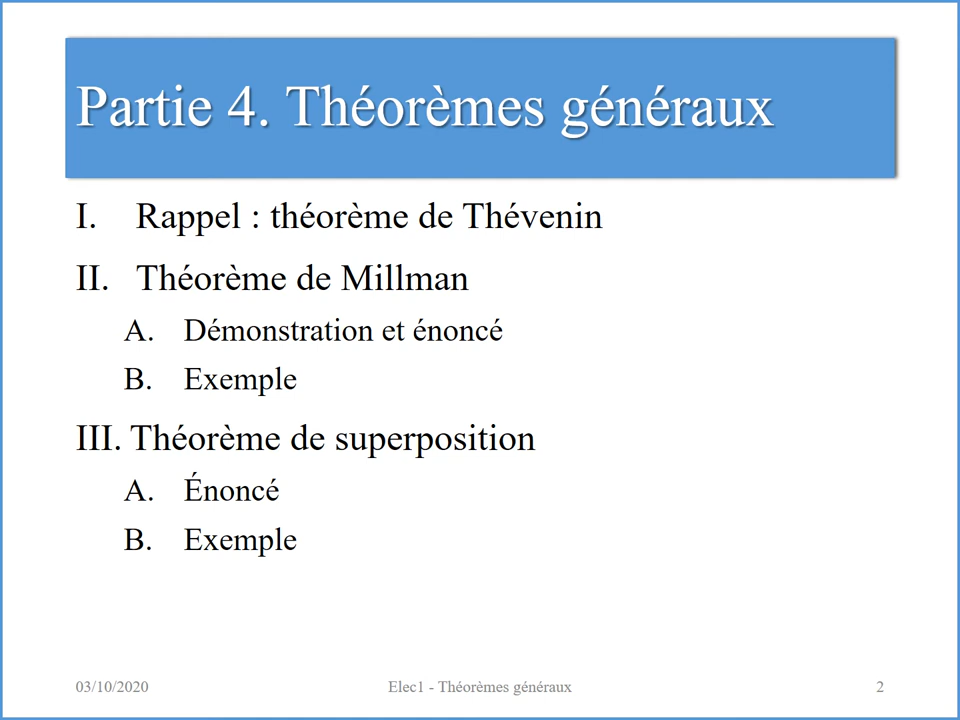 Partie 4. Théorèmes généraux
I. Rappel : théorème de Thévenin
II. Théorème de Millman
A. Démonstration et énoncé
B. Exemple
III. Théorème de superposition
A. Énoncé
B. Exemple
03/10/2020 Elec1 - Théorèmes généraux 2